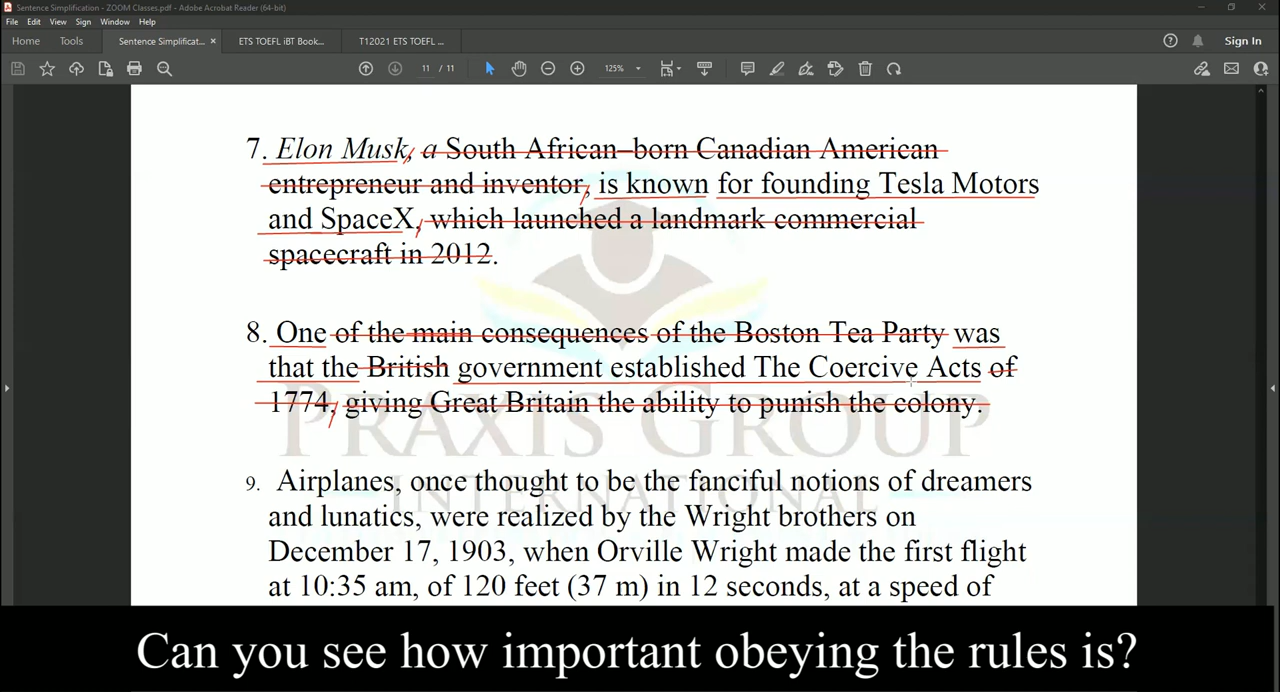 Sentence Simplification - ZOOM Classes.pdf - Adobe Acrobat Reader (64-bit)
File Edit View Sign Window Help
Home Tools Sentence Simplificat... × ETS TOEFL iBT Book... T12021 ETS TOEFL ... Sign In
11 / 11 125%
7. Elon Musk, a South African–born Canadian American
entrepreneur and inventor, is known for founding Tesla Motors
and SpaceX, which launched a landmark commercial
spacecraft in 2012.
8. One of the main consequences of the Boston Tea Party was
that the British government established The Coercive Acts of
1774, giving Great Britain the ability to punish the colony.
PRAXIS GROUP
INTERNATIONAL
9. Airplanes, once thought to be the fanciful notions of dreamers
and lunatics, were realized by the Wright brothers on
December 17, 1903, when Orville Wright made the first flight
at 10:35 am, of 120 feet (37 m) in 12 seconds, at a speed of
Can you see how important obeying the rules is?